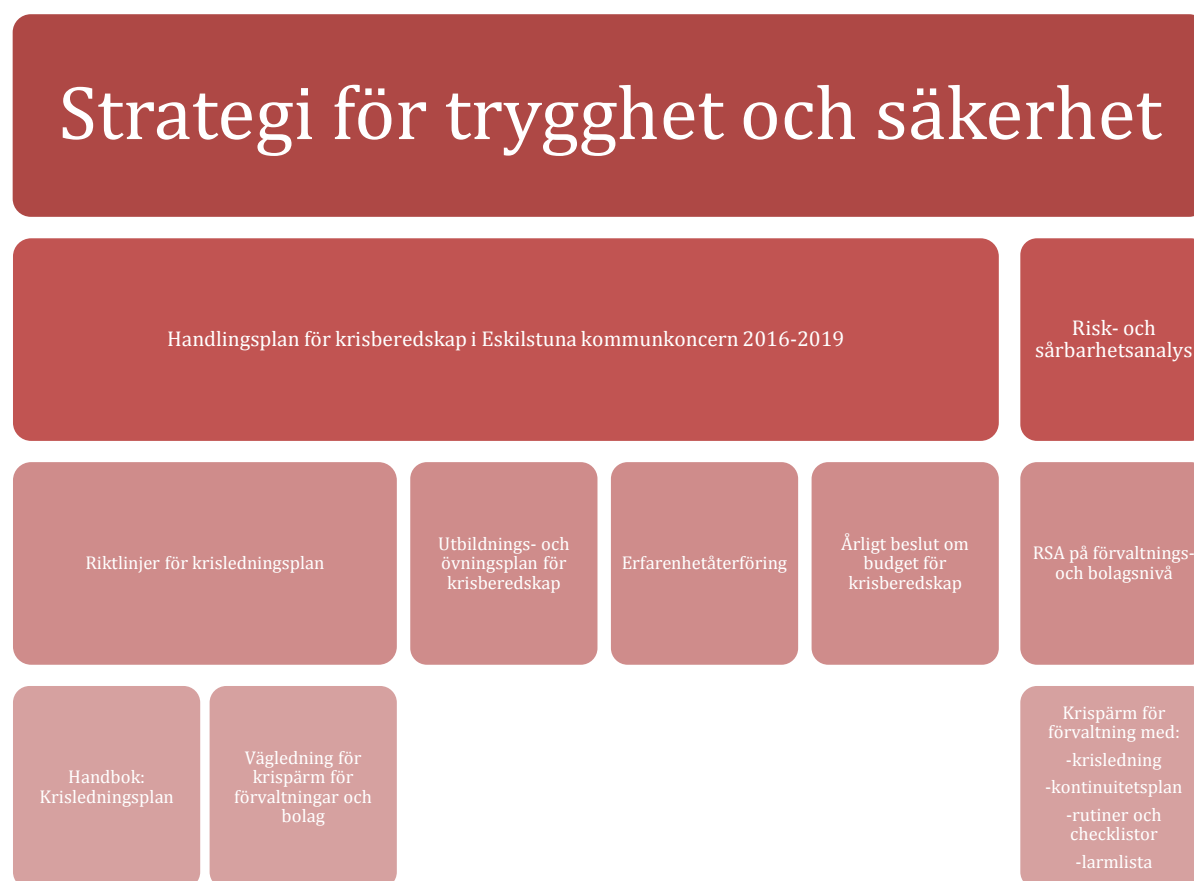 Strategi för trygghet och säkerhet
Handlingsplan för krisberedskap i Eskilstuna kommunkoncern 2016-2019
Risk- och
sårbarhetsanalys
Riktlinjer för krisledningsplan
Utbildnings- och
övningsplan för
krisberedskap
Erfarenhetåterföring
Årligt beslut om
budget för
krisberedskap
RSA på förvaltnings-
och bolagsnivå
Handbok:
Krisledningsplan
Vägledning för
krispärm för
förvaltningar och
bolag
Krispärm för
förvaltning med:
-krisledning
-kontinuitetsplan
-rutiner och
checklistor
-larmlista